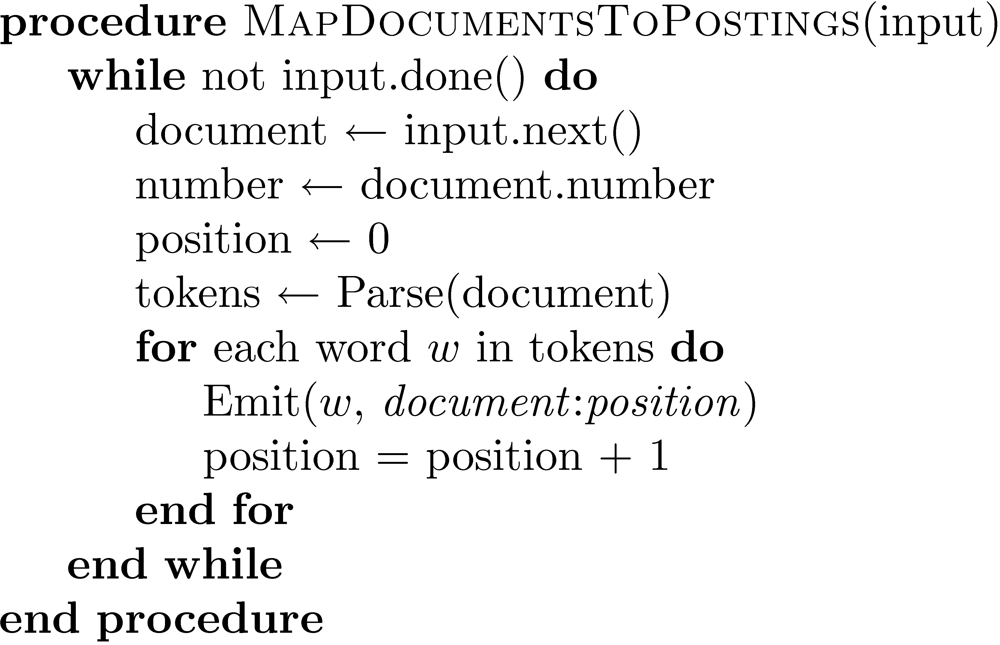 procedure MapDocumentsToPostings(input)
while not input.done() do
document ← input.next()
number ← document.number
position ← 0
tokens ← Parse(document)
for each word w in tokens do
Emit(w, document:position)
position = position + 1
end for
end while
end procedure